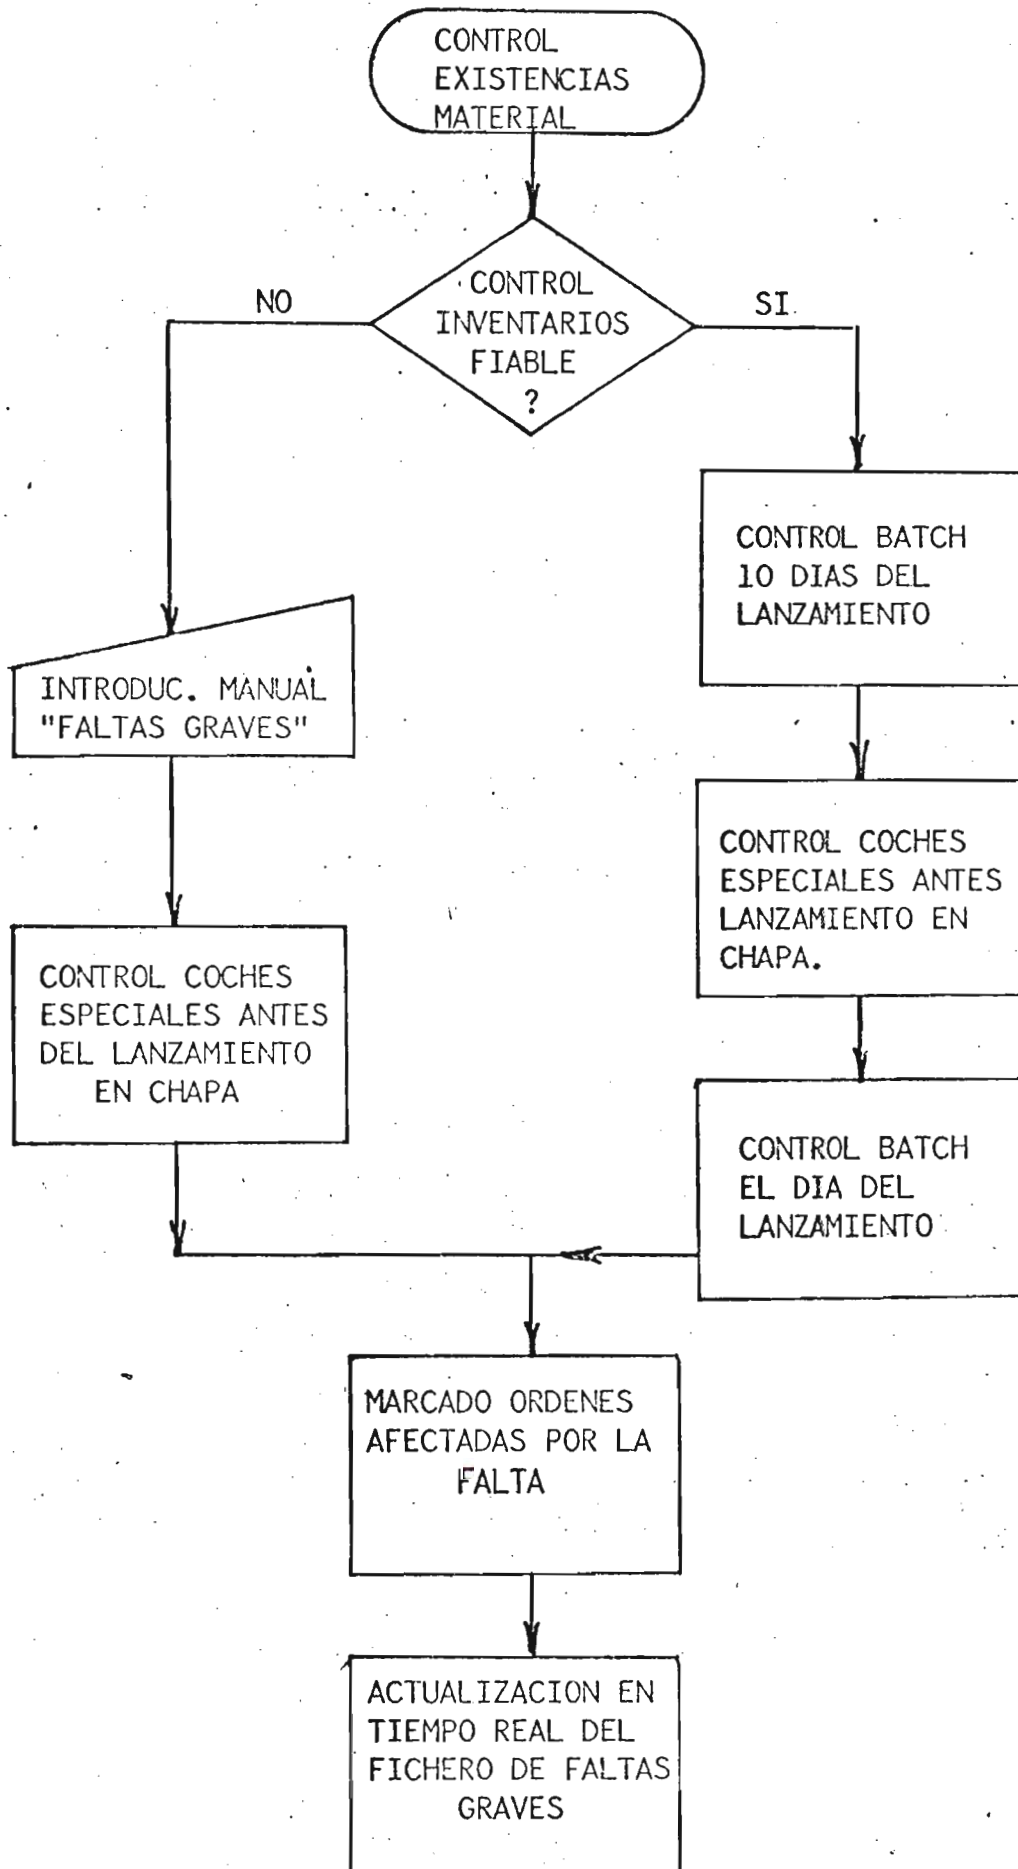 CONTROL
EXISTENCIAS
MATERIAL
CONTROL
INVENTARIOS
FIABLE
?
NO
SI
INTRODUC. MANUAL
"FALTAS GRAVES"
CONTROL COCHES
ESPECIALES ANTES
DEL LANZAMIENTO
EN CHAPA
CONTROL BATCH
10 DIAS DEL
LANZAMIENTO
CONTROL COCHES
ESPECIALES ANTES
LANZAMIENTO EN
CHAPA.
CONTROL BATCH
EL DIA DEL
LANZAMIENTO
MARCADO ORDENES
AFECTADAS POR LA
FALTA
ACTUALIZACION EN
TIEMPO REAL DEL
FICHERO DE FALTAS
GRAVES